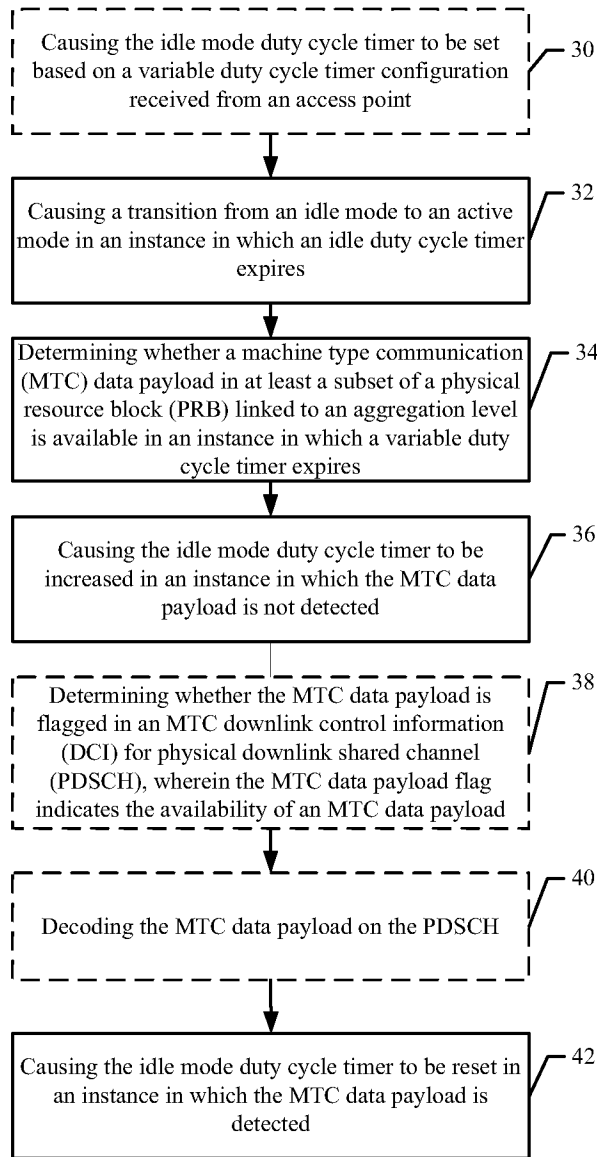 Causing the idle mode duty cycle timer to be set
based on a variable duty cycle timer configuration
received from an access point
30
Causing a transition from an idle mode to an active
mode in an instance in which an idle duty cycle timer
expires
32
Determining whether a machine type communication
(MTC) data payload in at least a subset of a physical
resource block (PRB) linked to an aggregation level
is available in an instance in which a variable duty
cycle timer expires
34
Causing the idle mode duty cycle timer to be
increased in an instance in which the MTC data
payload is not detected
36
Determining whether the MTC data payload is
flagged in an MTC downlink control information
(DCI) for physical downlink shared channel
(PDSCH), wherein the MTC data payload flag
indicates the availability of an MTC data payload
38
Decoding the MTC data payload on the PDSCH
40
Causing the idle mode duty cycle timer to be reset in
an instance in which the MTC data payload is
detected
42